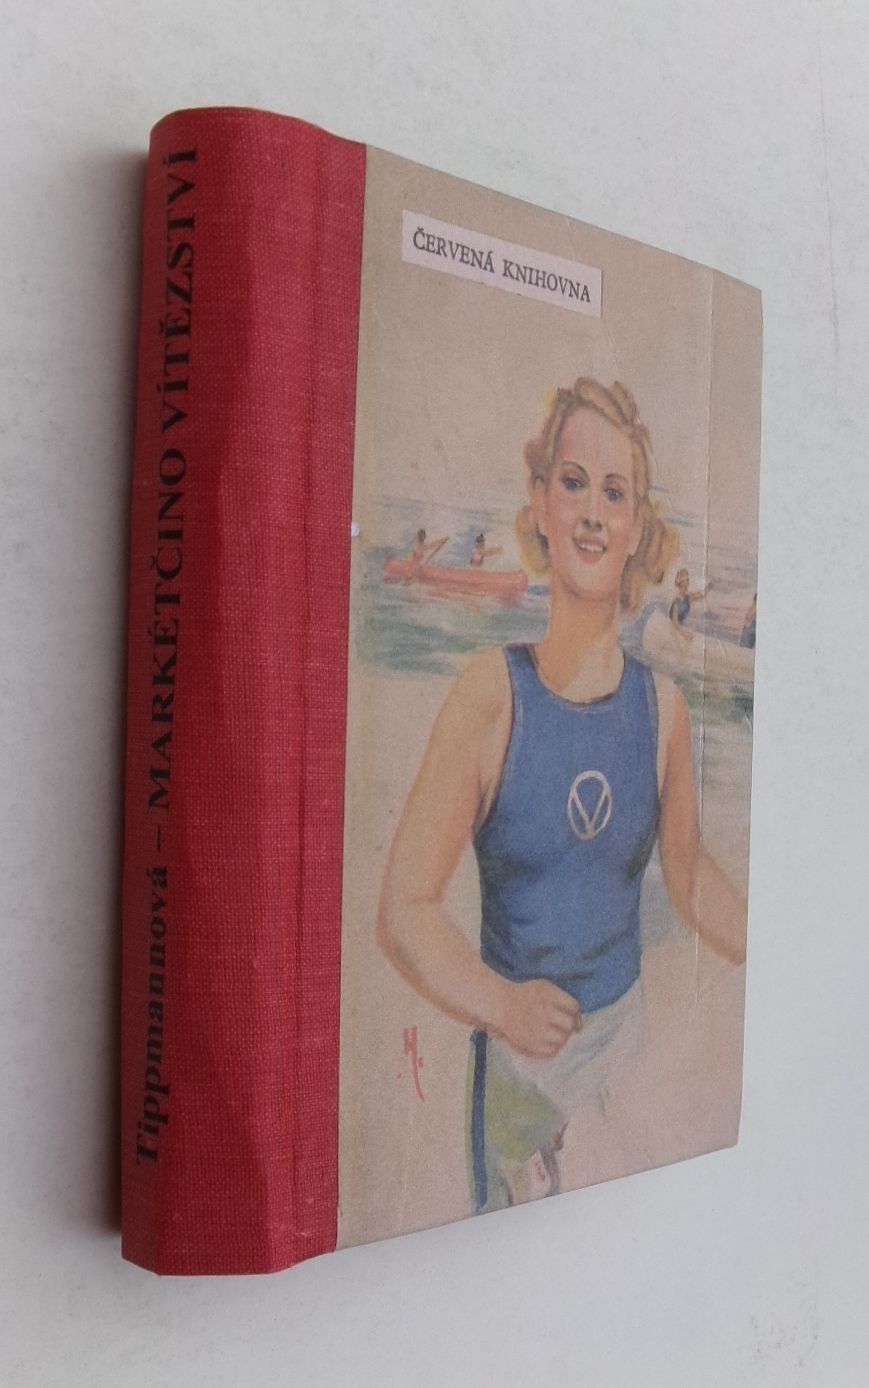 Tippmannová – MARKÉTČINO VÍTĚZSTVÍ
ČERVENÁ KNIHOVNA
V
M.